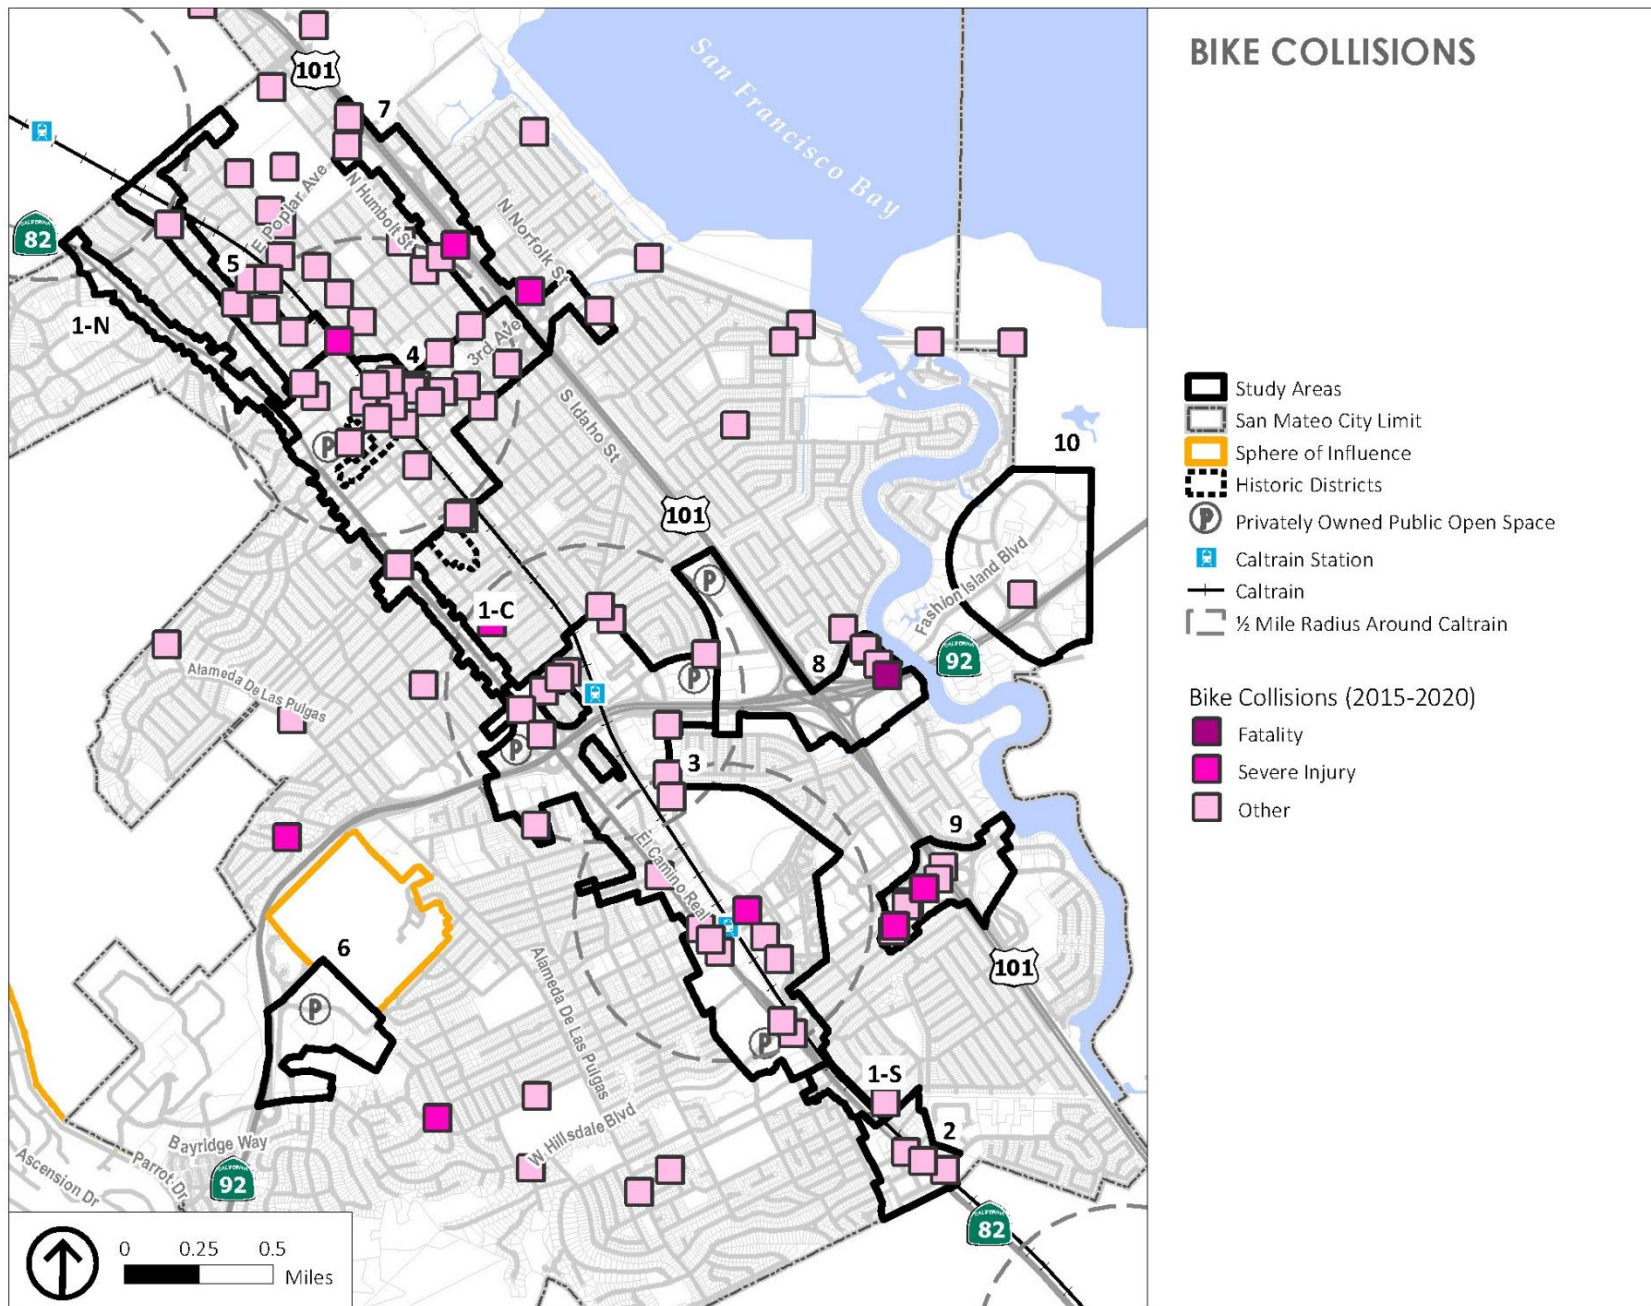 BIKE COLLISIONS
San Francisco Bay
101
7
82
E Poplar Ave
N Humbolt St
N Norfolk St
5
1-N
4
3rd Ave
S Idaho St
10
101
Fashion Island Blvd
1-C
92
8
Alameda De Las Pulgas
3
9
El Camino Real
6
101
Alameda De Las Pulgas
1-S
2
W Hillsdale Blvd
Bayridge Way
Ascension Dr
Parrot Dr
CALIFORNIA
92
82
P
P
P
P
P
P
Study Areas
San Mateo City Limit
Sphere of Influence
Historic Districts
P Privately Owned Public Open Space
Caltrain Station
Caltrain
½ Mile Radius Around Caltrain
Bike Collisions (2015-2020)
Fatality
Severe Injury
Other
0 0.25 0.5
Miles